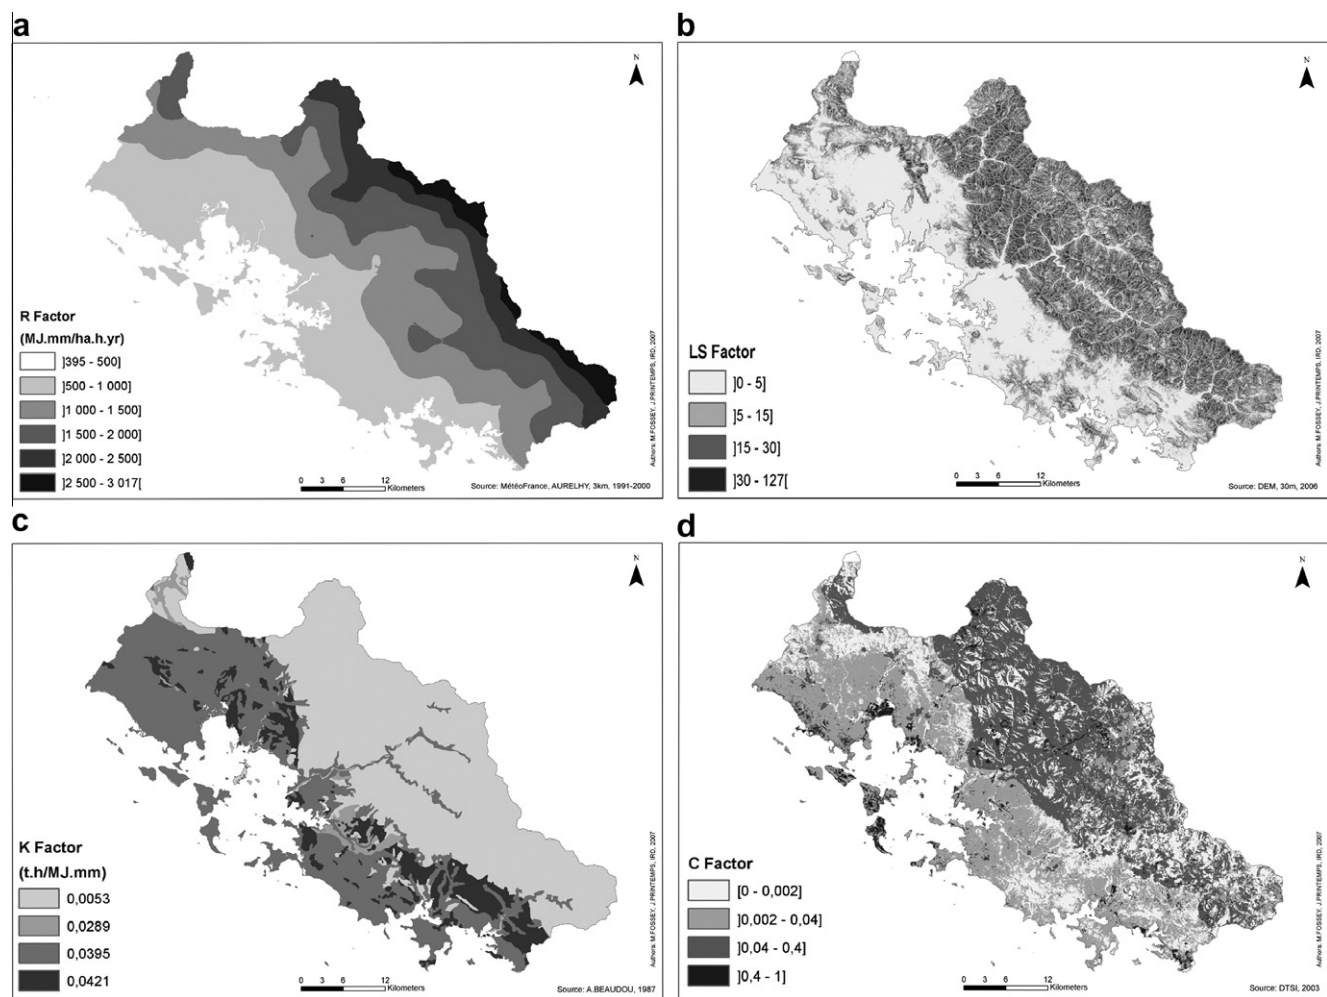 a
N
R Factor
(MJ.mm/ha.h.yr)
]395 - 500]
]500 - 1 000]
]1 000 - 1 500]
]1 500 - 2 000]
]2 000 - 2 500]
]2 500 - 3 017[
0 3 6 12
Kilometers
Source: MétéoFrance, AURELHY, 3km, 1991-2000
Authors: M.FOSSEY, J.PRINTEMPS, IRD, 2007
b
N
LS Factor
]0 - 5]
]5 - 15]
]15 - 30]
]30 - 127[
0 3 6 12
Kilometers
Source: DEM, 30m, 2006
Authors: M.FOSSEY, J.PRINTEMPS, IRD, 2007
c
N
K Factor
(t.h/MJ.mm)
0,0053
0,0289
0,0395
0,0421
0 3 6 12
Kilometers
Source: A.BEAUDOU, 1987
Authors: M.FOSSEY, J.PRINTEMPS, IRD, 2007
d
N
C Factor
]0 - 0,002]
]0,002 - 0,04]
]0,04 - 0,4]
]0,4 - 1]
0 3 6 12
Kilometers
Source: DTSI, 2003
Authors: M.FOSSEY, J.PRINTEMPS, IRD, 2007